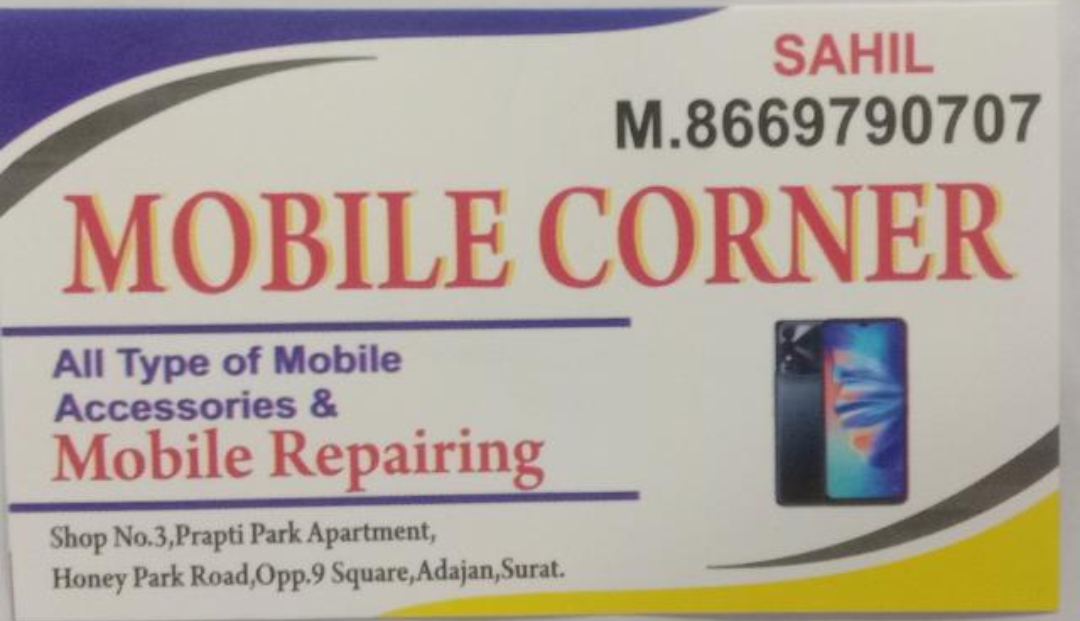 SAHIL
M.8669790707
MOBILE CORNER
All Type of Mobile
Accessories &
Mobile Repairing
Shop No.3,Prapti Park Apartment,
Honey Park Road,Opp.9 Square,Adajan,Surat.